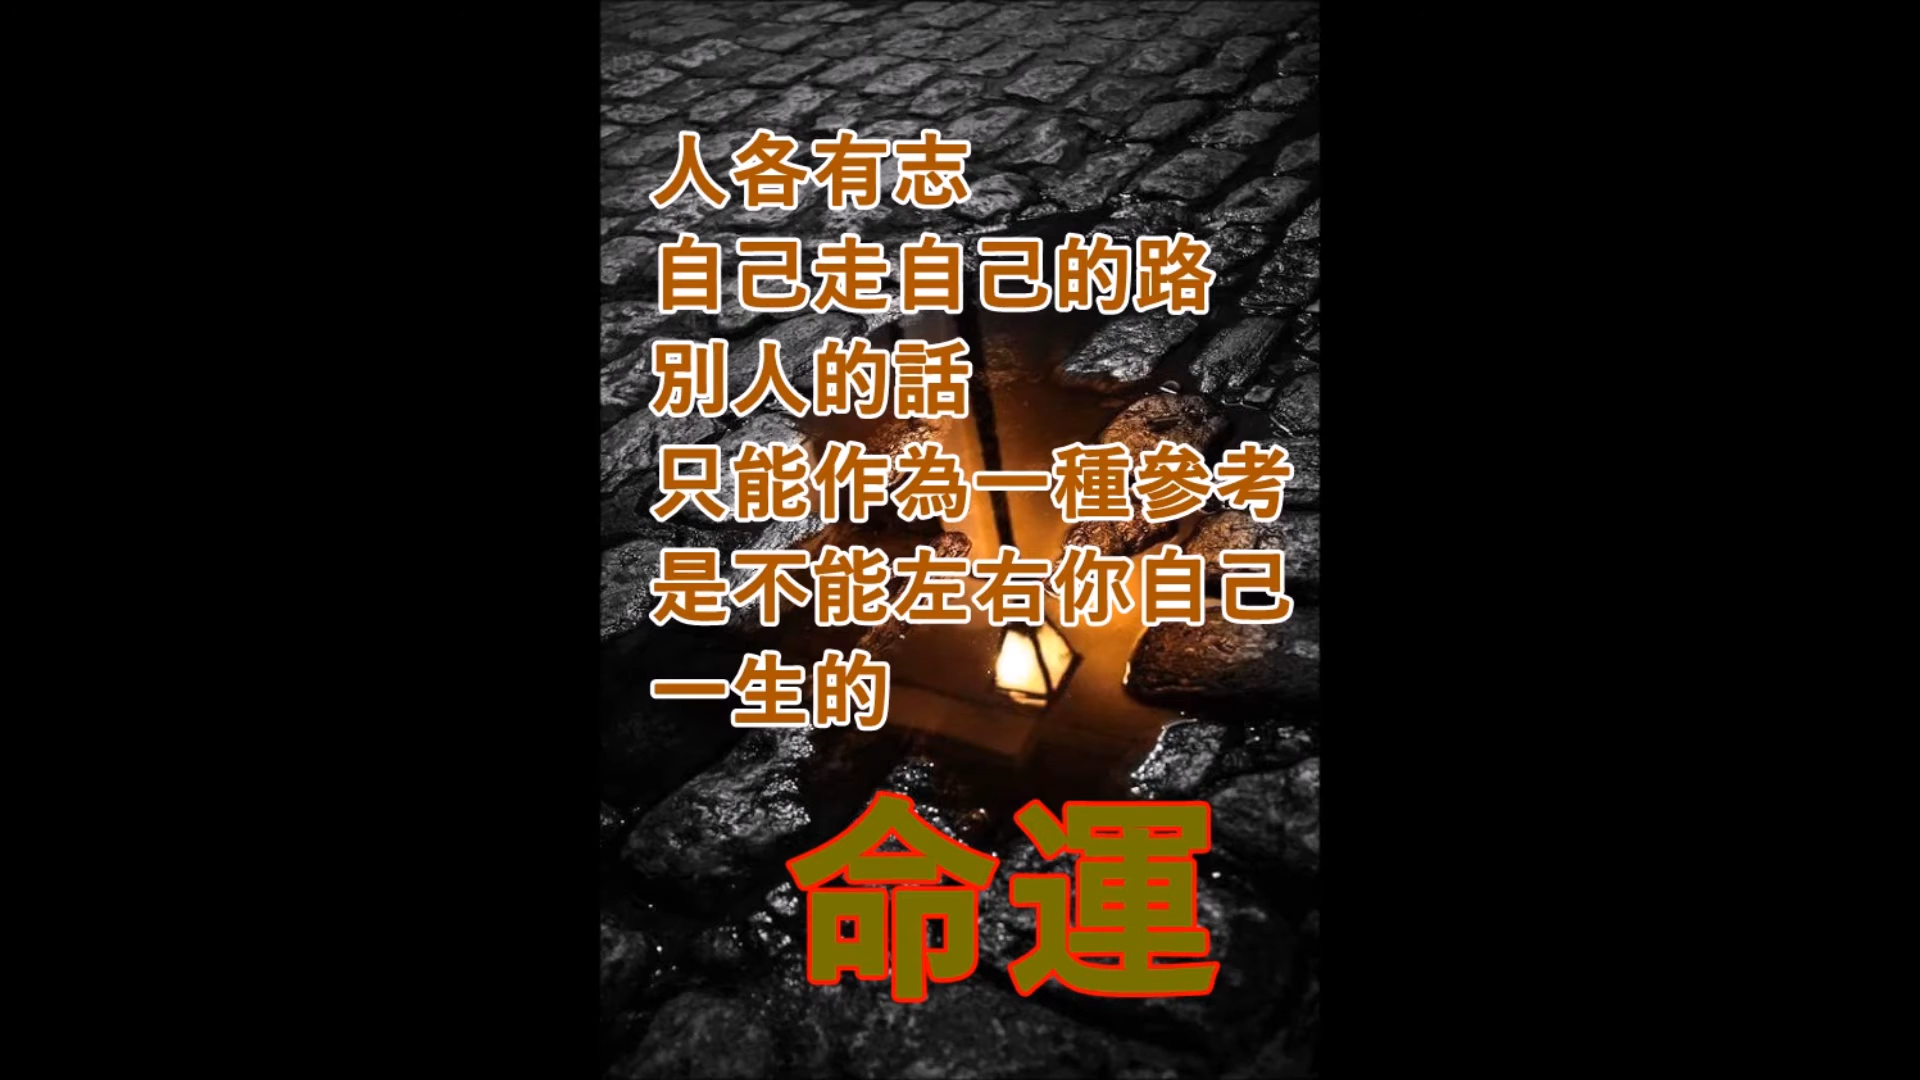 人各有志
自己走自己的路
別人的話
只能作為一種參考
是不能左右你自己
一生的
命運